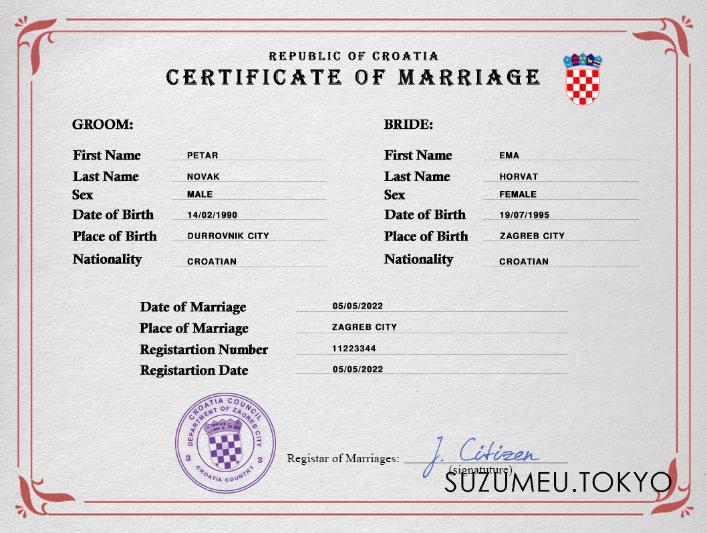 REPUBLIC OF CROATIA
CERTIFICATE OF MARRIAGE
GROOM:
First Name PETAR
Last Name NOVAK
Sex MALE
Date of Birth 14/02/1990
Place of Birth DURROVNIK CITY
Nationality CROATIAN
BRIDE:
First Name EMA
Last Name HORVAT
Sex FEMALE
Date of Birth 19/07/1995
Place of Birth ZAGREB CITY
Nationality CROATIAN
Date of Marriage 05/05/2022
Place of Marriage ZAGREB CITY
Registartion Number 11223344
Registartion Date 05/05/2022
CROATIA COUNCIL
DEPARTMENT OF ZAGREB CITY
3 3
CROATIA COUNTRY
Registar of Marriages: J. Citizen
(signatuture)
SUZUMEU.TOKYO